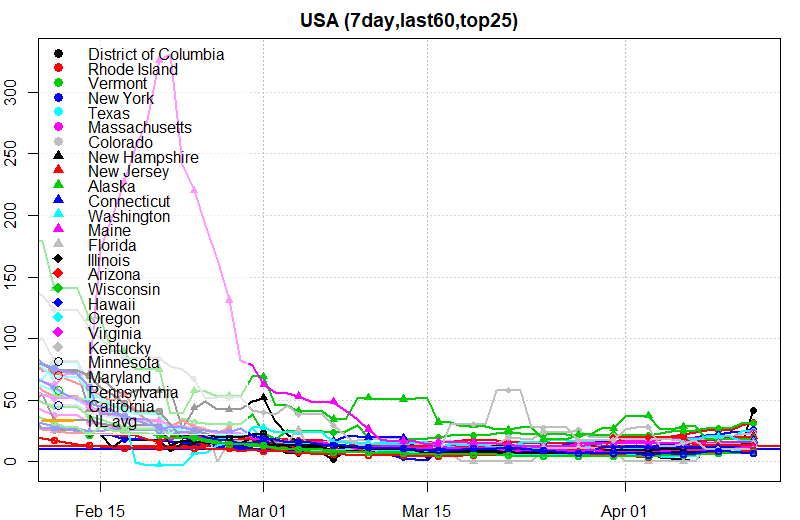 USA (7day,last60,top25)
District of Columbia
Rhode Island
Vermont
New York
Texas
Massachusetts
Colorado
New Hampshire
New Jersey
Alaska
Connecticut
Washington
Maine
Florida
Illinois
Arizona
Wisconsin
Hawaii
Oregon
Virginia
Kentucky
Minnesota
Maryland
Pennsylvania
California
NL avg
300
250
200
150
100
50
0
Feb 15
Mar 01
Mar 15
Apr 01